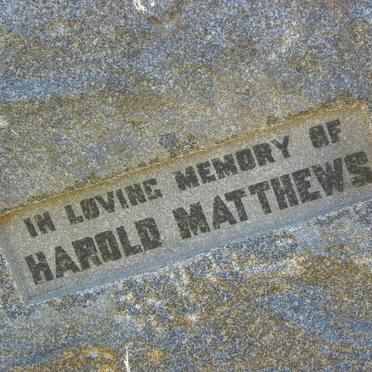 IN LOVING MEMORY OF
HAROLD MATTHEWS